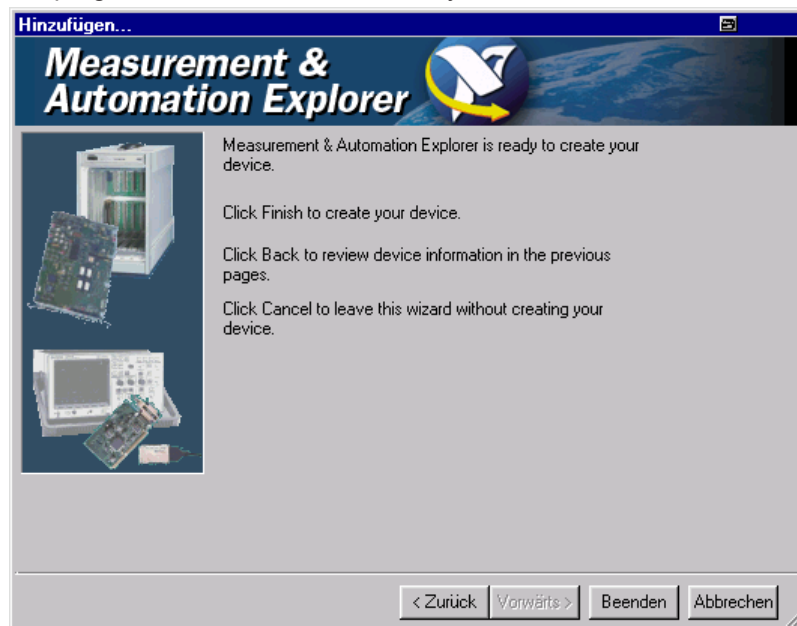 Hinzufügen...
Measurement &
Automation Explorer
Measurement & Automation Explorer is ready to create your
device.
Click Finish to create your device.
Click Back to review device information in the previous
pages.
Click Cancel to leave this wizard without creating your
device.
< Zurück Vorwärts > Beenden Abbrechen